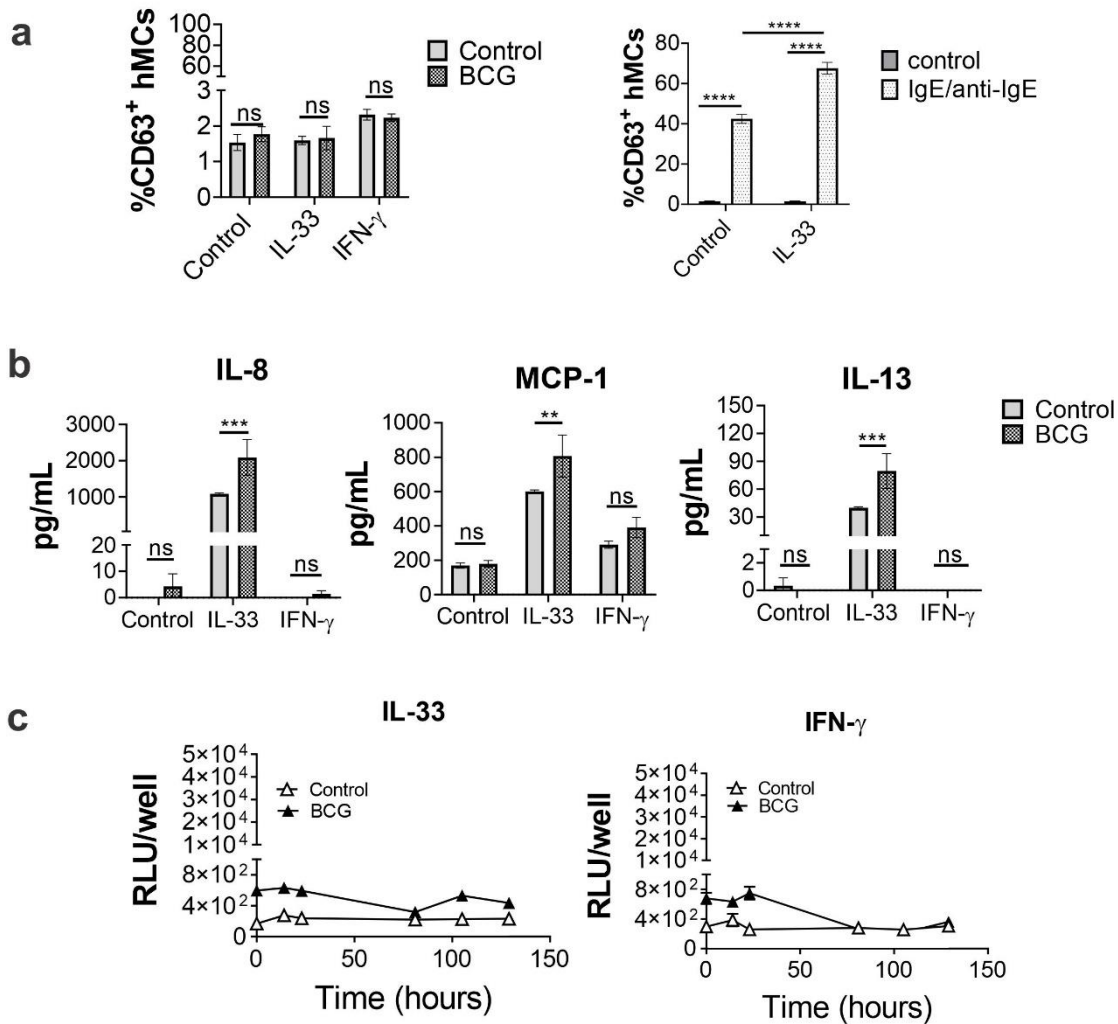 a
%CD63+ hMCs
100
80
60
40
3
2
1
0
ns
ns
ns
Control
IL-33
IFN-γ
Control
BCG
%CD63+ hMCs
80
60
40
20
0
****
****
****
Control
IL-33
control
IgE/anti-IgE
b
IL-8
pg/mL
3000
2000
1000
20
10
0
ns
***
ns
Control IL-33 IFN-γ
MCP-1
pg/mL
1000
800
600
400
200
0
ns
**
ns
Control IL-33 IFN-γ
IL-13
pg/mL
150
120
90
60
30
2
0
ns
***
ns
Control IL-33 IFN-γ
Control
BCG
c
IL-33
RLU/well
5×10⁴
4×10⁴
3×10⁴
2×10⁴
1×10⁴
8×10²
4×10²
0
Control
BCG
0 50 100 150
Time (hours)
IFN-γ
RLU/well
5×10⁴
4×10⁴
3×10⁴
2×10⁴
1×10⁴
8×10²
4×10²
0
Control
BCG
0 50 100 150
Time (hours)